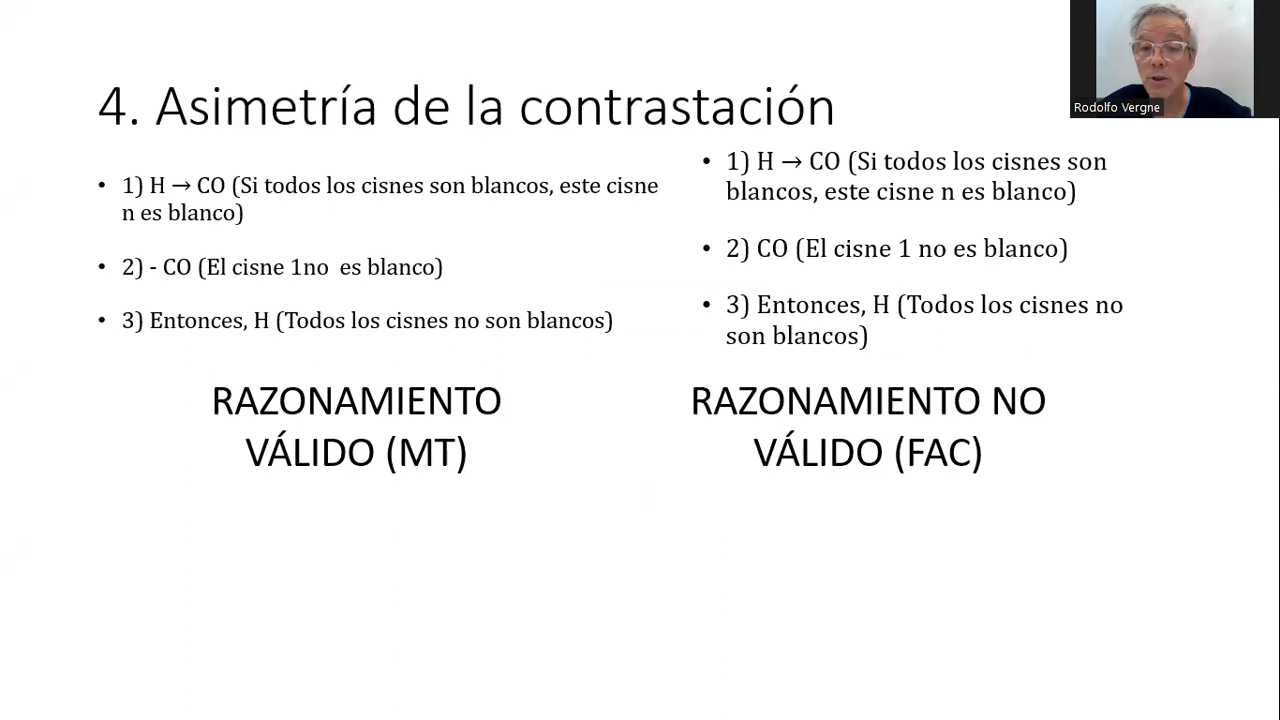 4. Asimetría de la contrastación
• 1) H → CO (Si todos los cisnes son blancos, este cisne
n es blanco)
• 2) - CO (El cisne 1no  es blanco)
• 3) Entonces, H (Todos los cisnes no son blancos)
RAZONAMIENTO
VÁLIDO (MT)
• 1) H → CO (Si todos los cisnes son
blancos, este cisne n es blanco)
• 2) CO (El cisne 1 no es blanco)
• 3) Entonces, H (Todos los cisnes no
son blancos)
RAZONAMIENTO NO
VÁLIDO (FAC)
Rodolfo Vergne